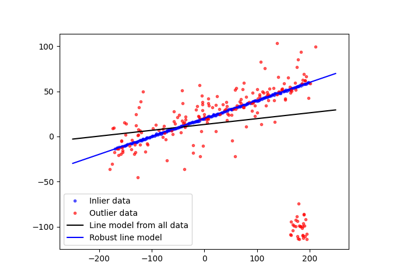 100
50
0
−50
−100
Inlier data
Outlier data
Line model from all data
Robust line model
−200
−100
0
100
200